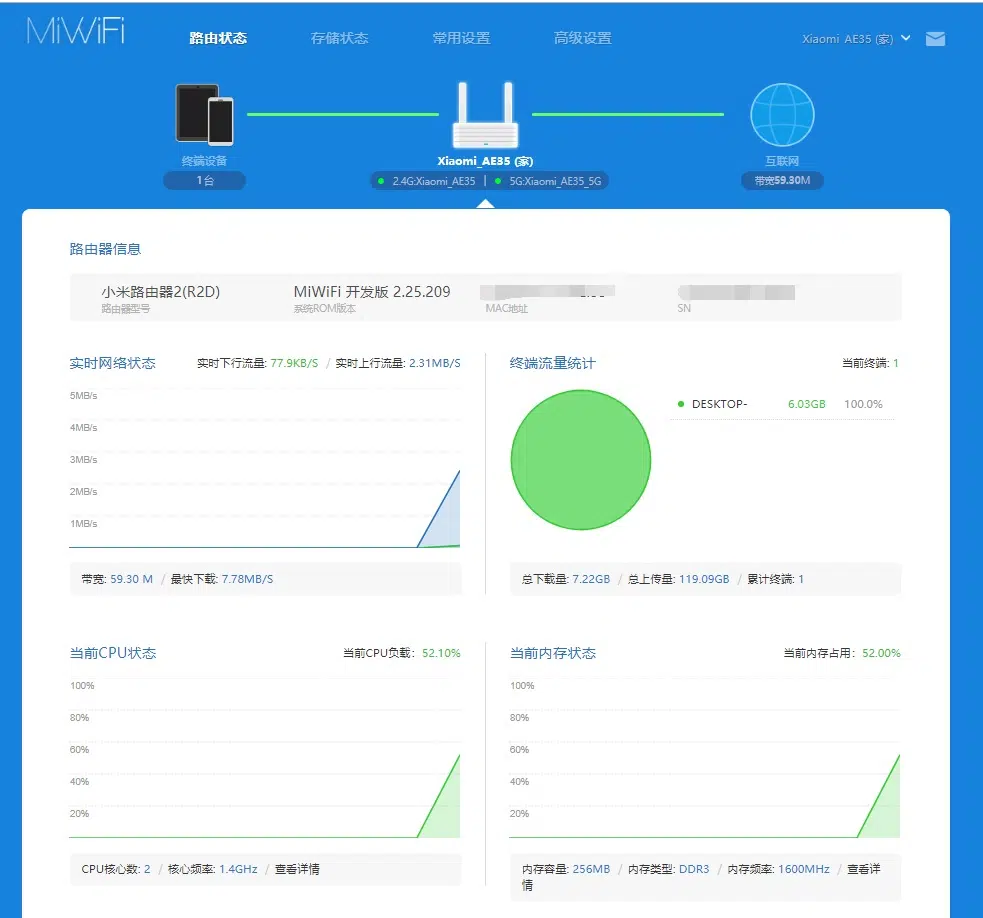 MiWiFi
路由状态 存储状态 常用设置 高级设置 Xiaomi_AE35 (家)
终端设备 Xiaomi_AE35 (家) 互联网
1台 2.4G:Xiaomi_AE35 | 5G:Xiaomi_AE35_5G 带宽59.30M
路由器信息
小米路由器2(R2D) MiWiFi 开发版 2.25.209
路由器型号 系统ROM版本 MAC地址 SN
实时网络状态 实时下行流量: 77.9KB/S / 实时上行流量: 2.31MB/S
5MB/s
4MB/s
3MB/s
2MB/s
1MB/s
带宽: 59.30 M / 最快下载: 7.78MB/S
终端流量统计 当前终端: 1
DESKTOP- 6.03GB 100.0%
总下载量: 7.22GB / 总上传量: 119.09GB / 累计终端: 1
当前CPU状态 当前CPU负载: 52.10%
100%
80%
60%
40%
20%
CPU核心数: 2 / 核心频率: 1.4GHz / 查看详情
当前内存状态 当前内存占用: 52.00%
100%
80%
60%
40%
20%
内存容量: 256MB / 内存类型: DDR3 / 内存频率: 1600MHz / 查看详
情